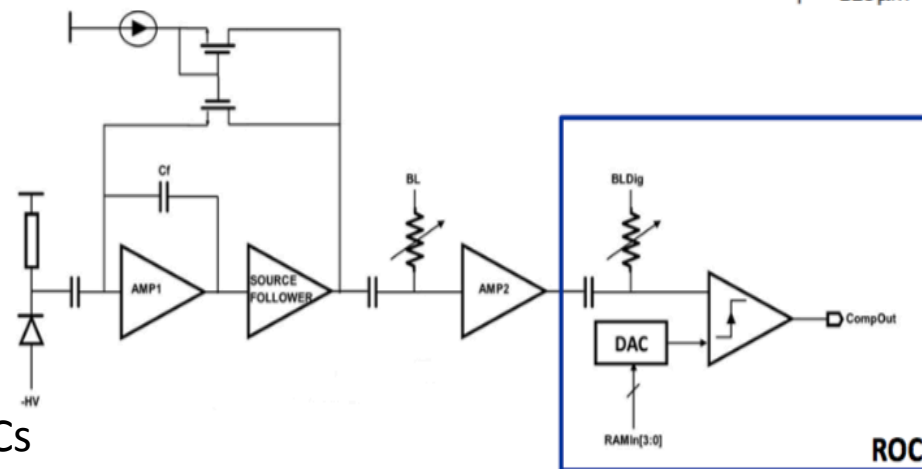 Cf
BL
BLDig
AMP1
SOURCE
FOLLOWER
AMP2
CompOut
DAC
-HV
RAMIn[3:0]
Cs
ROC